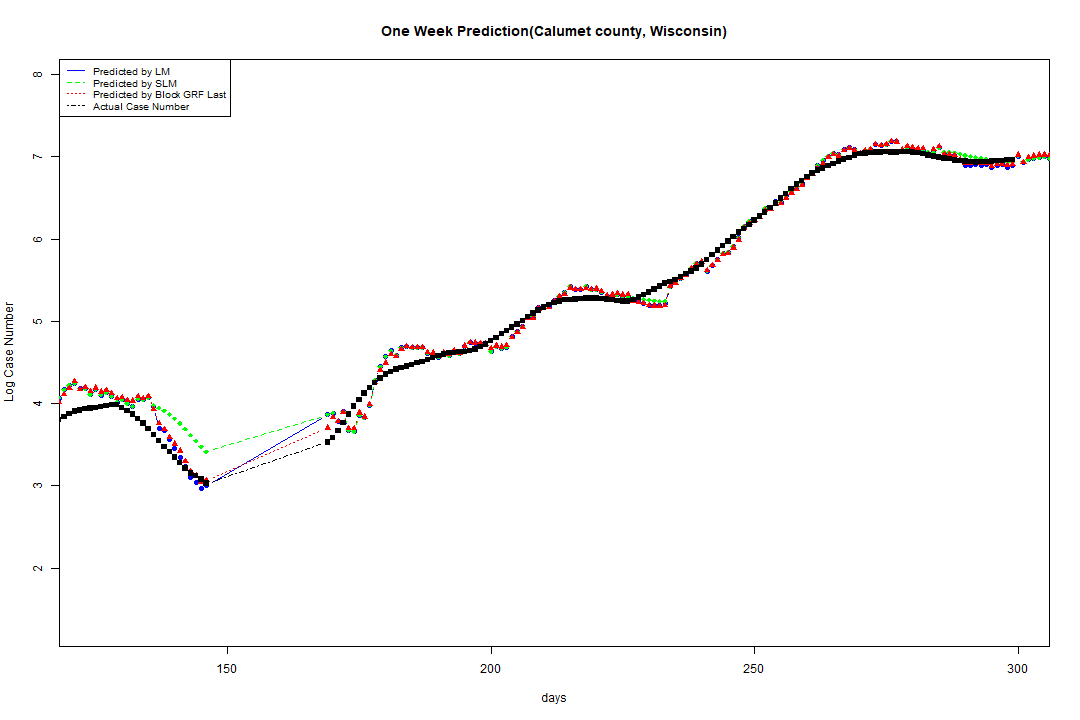 One Week Prediction(Calumet county, Wisconsin)
Predicted by LM
Predicted by SLM
Predicted by Block GRF Last
Actual Case Number
8
7
6
5
4
3
2
Log Case Number
150 200 250 300
days